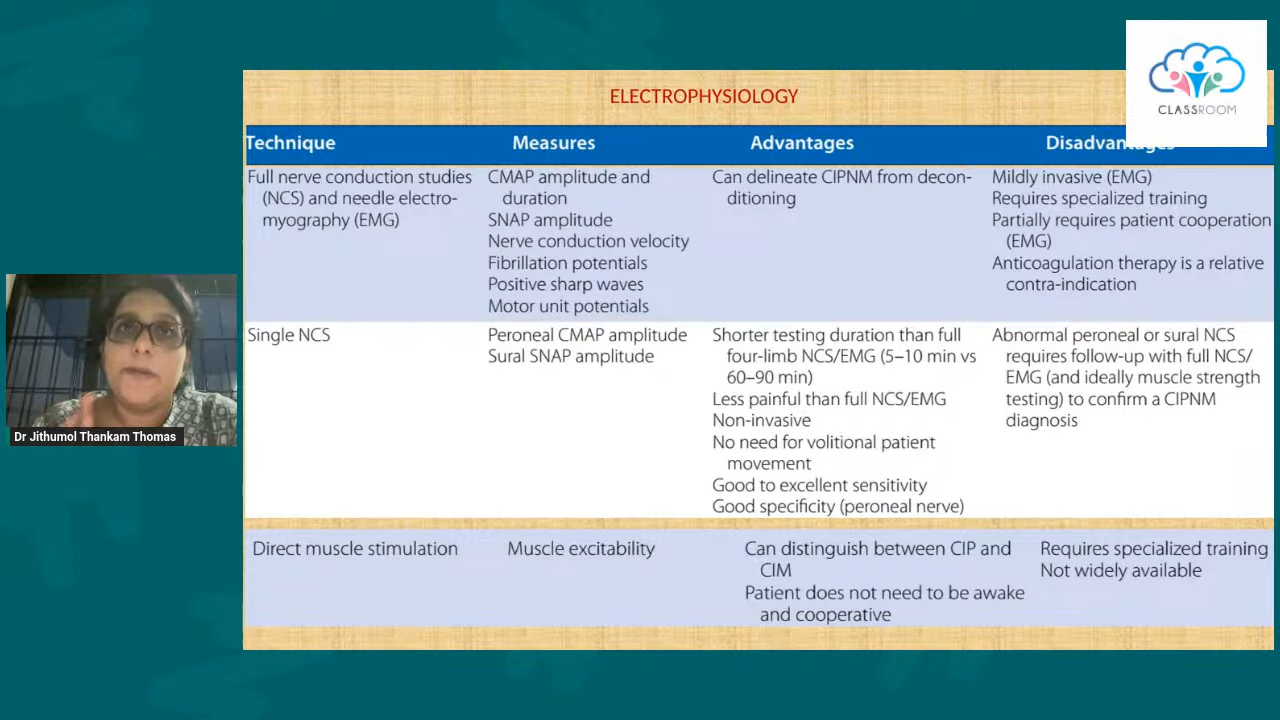 CLASSROOM
ELECTROPHYSIOLOGY
Technique Measures Advantages Disadvantages
Full nerve conduction studies
(NCS) and needle electro-
myography (EMG)
CMAP amplitude and
duration
SNAP amplitude
Nerve conduction velocity
Fibrillation potentials
Positive sharp waves
Motor unit potentials
Can delineate CIPNM from decon-
ditioning
Mildly invasive (EMG)
Requires specialized training
Partially requires patient cooperation
(EMG)
Anticoagulation therapy is a relative
contra-indication
Single NCS
Peroneal CMAP amplitude
Sural SNAP amplitude
Shorter testing duration than full
four-limb NCS/EMG (5–10 min vs
60–90 min)
Less painful than full NCS/EMG
Non-invasive
No need for volitional patient
movement
Good to excellent sensitivity
Good specificity (peroneal nerve)
Abnormal peroneal or sural NCS
requires follow-up with full NCS/
EMG (and ideally muscle strength
testing) to confirm a CIPNM
diagnosis
Direct muscle stimulation
Muscle excitability
Can distinguish between CIP and
CIM
Patient does not need to be awake
and cooperative
Requires specialized training
Not widely available
Dr Jithumol Thankam Thomas